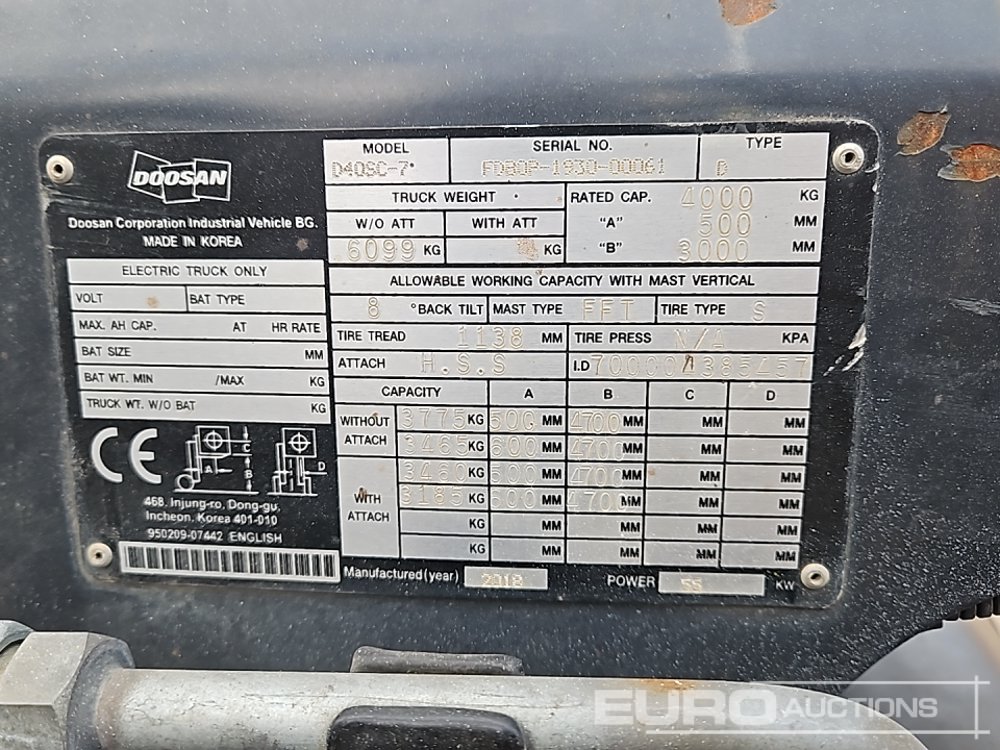 DOOSAN
Doosan Corporation Industrial Vehicle BG.
MADE IN KOREA
ELECTRIC TRUCK ONLY
VOLT BAT TYPE
MAX. AH CAP. AT HR RATE
BAT SIZE MM
BAT WT. MIN /MAX KG
TRUCK WT. W/O BAT KG
CE
A B C D
468, Injung-ro, Dong-gu,
Incheon, Korea 401-010
950209-07442 ENGLISH
MODEL SERIAL NO. TYPE
D40SC-7 FDB0P-1930-00061 D
TRUCK WEIGHT RATED CAP. 4000 KG
W/O ATT WITH ATT "A" 500 MM
6099 KG KG "B" 3000 MM
ALLOWABLE WORKING CAPACITY WITH MAST VERTICAL
8 °BACK TILT MAST TYPE FFT TIRE TYPE S
TIRE TREAD 1138 MM TIRE PRESS N/A KPA
ATTACH H.S.S I.D
CAPACITY A B C D
WITHOUT ATTACH 3775 KG 500 MM 4700 MM MM MM
3465 KG 600 MM 4700 MM MM MM
WITH ATTACH 3460 KG 500 MM 4700 MM MM MM
3185 KG 600 MM 4700 MM MM MM
KG MM MM MM MM
KG MM MM MM MM
Manufactured (year) 2018 POWER 55 KW
EURO AUCTIONS